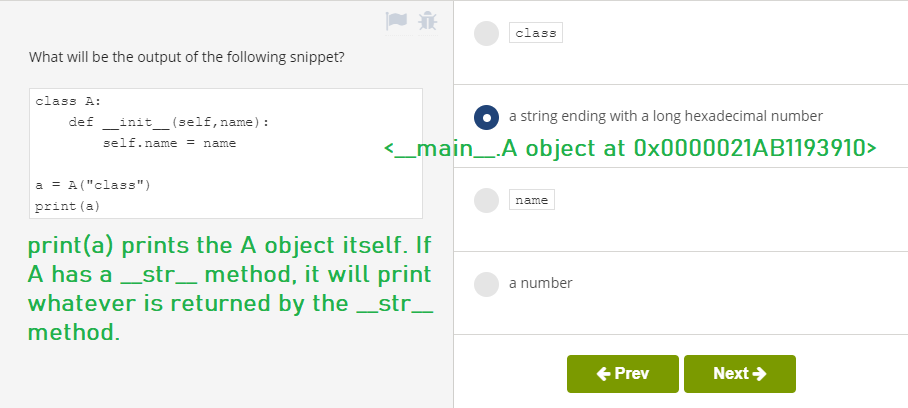 What will be the output of the following snippet?
class A:
    def __init__(self,name):
        self.name = name
a = A("class")
print(a)
print(a) prints the A object itself. If
A has a __str__ method, it will print
whatever is returned by the __str__
method.
class
a string ending with a long hexadecimal number
<__main__.A object at 0x0000021AB1193910>
name
a number
Prev
Next